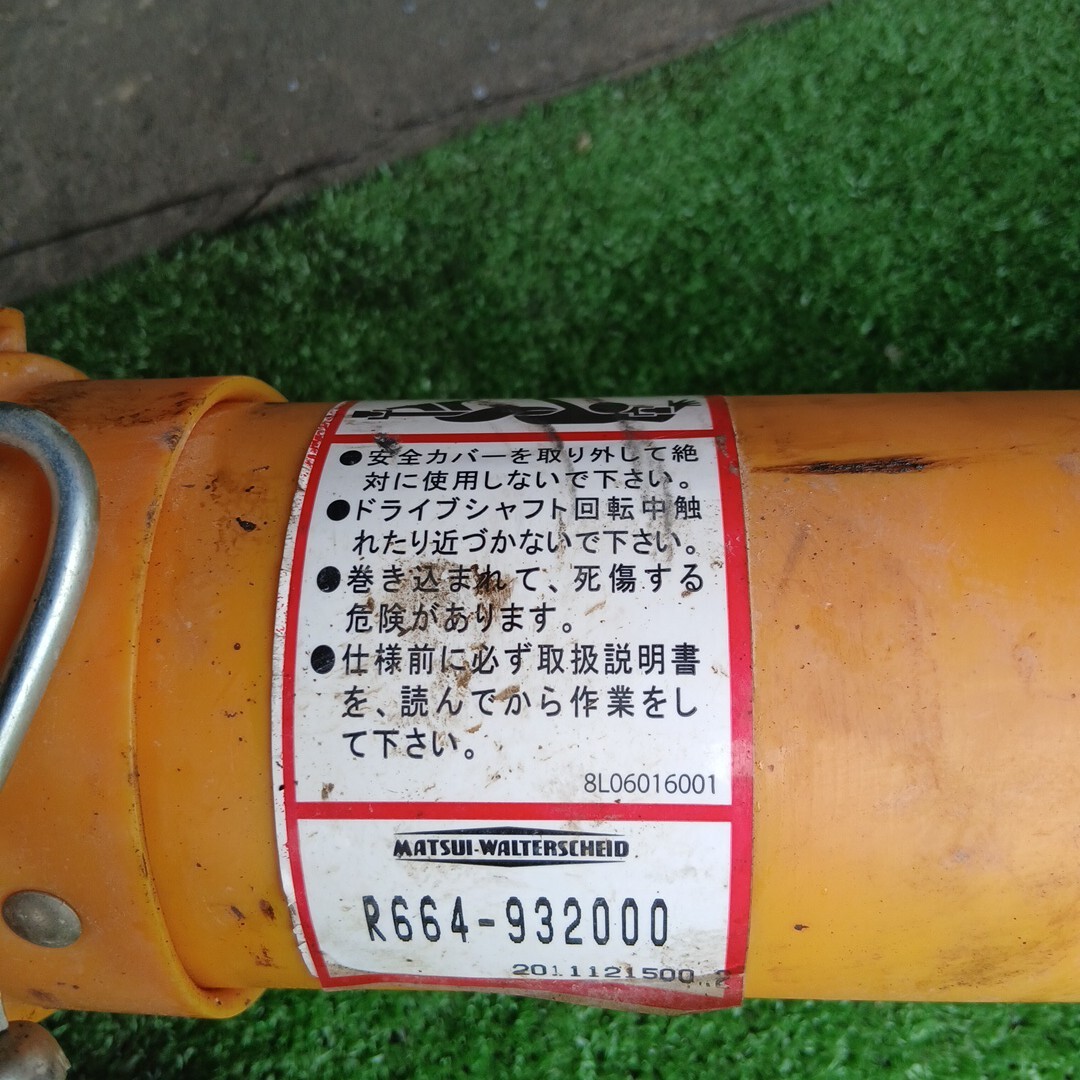 ●安全カバーを取り外して絶
対に使用しないで下さい。
●ドライブシャフト回転中触
れたり近づかないで下さい。
●巻き込まれて、死傷する
危険があります。
●仕様前に必ず取扱説明書
を、読んでから作業をし
て下さい。
8L06016001
MATSUI-WALTERSCHEID
R664-932000